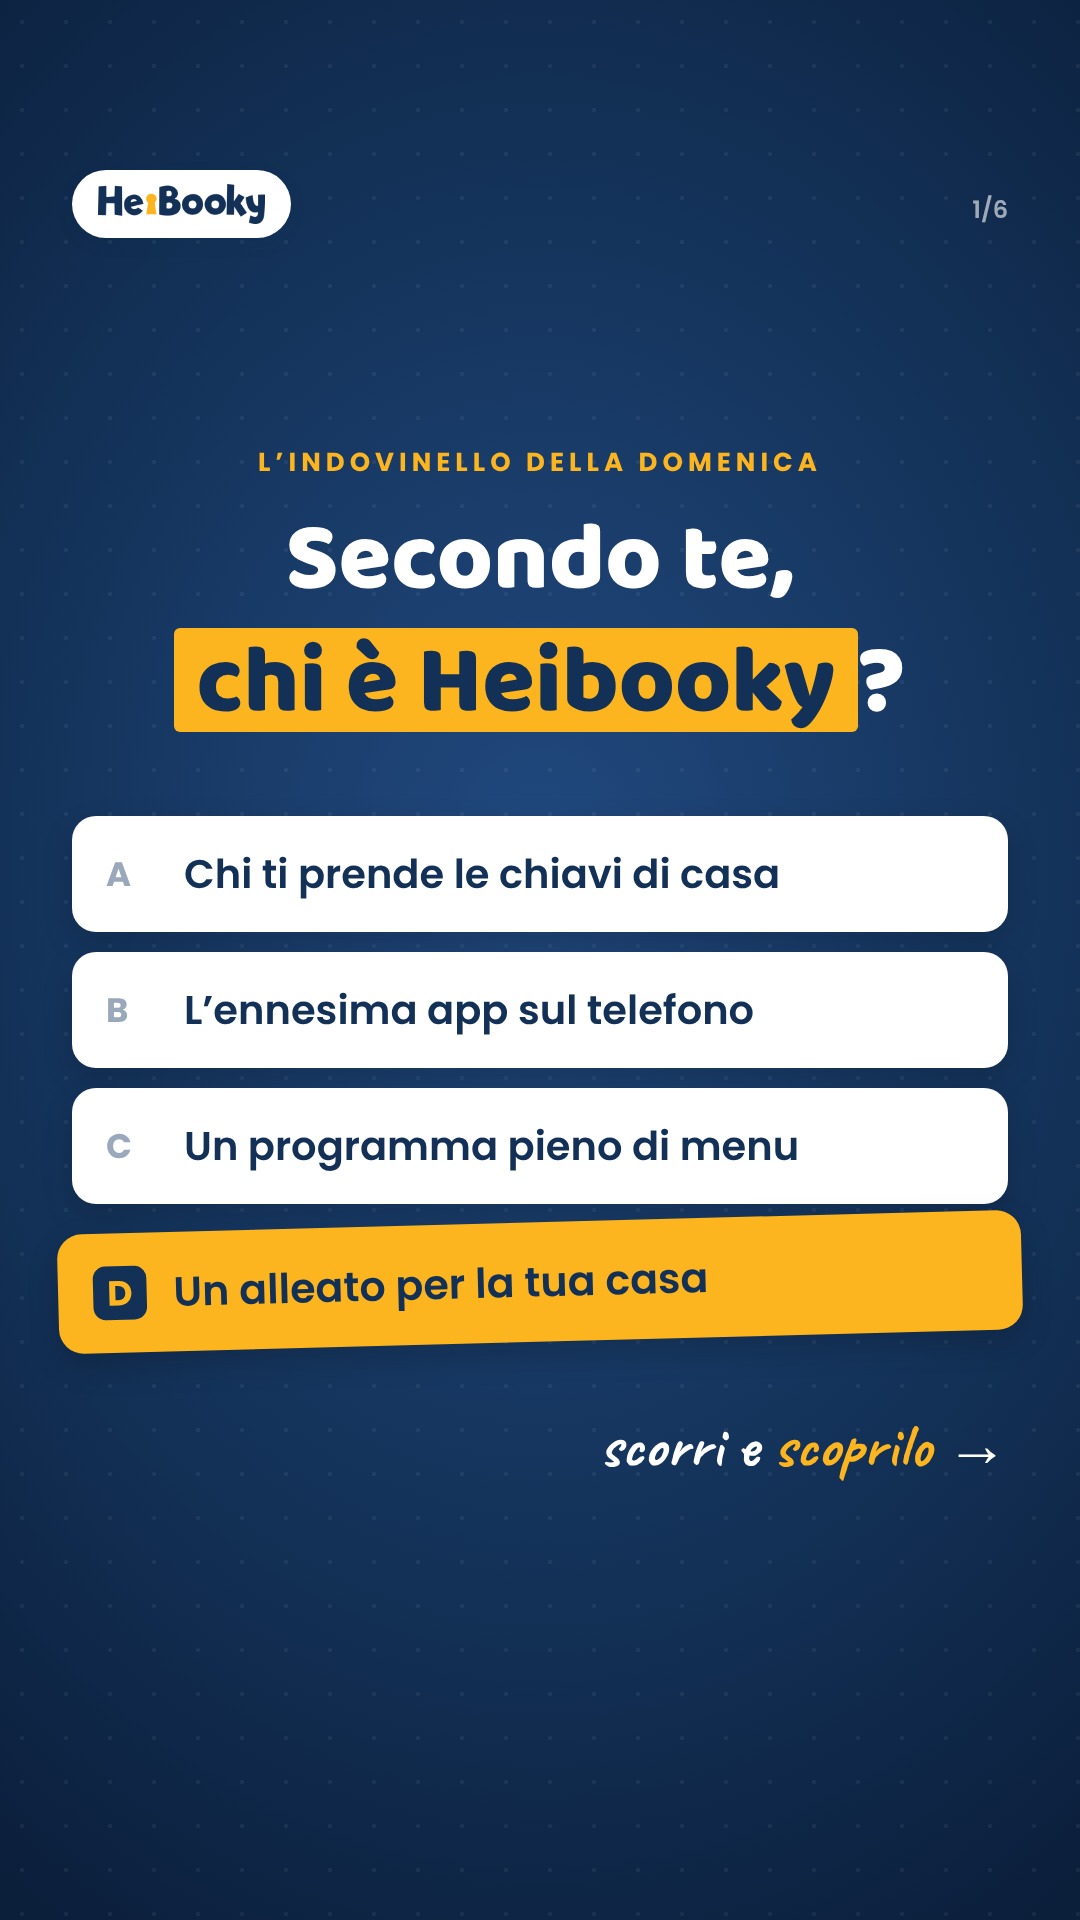 HeiBooky
1/6
L’INDOVINELLO DELLA DOMENICA
Secondo te,
chi è Heibooky?
A Chi ti prende le chiavi di casa
B L’ennesima app sul telefono
C Un programma pieno di menu
D Un alleato per la tua casa
scorri e scoprilo →